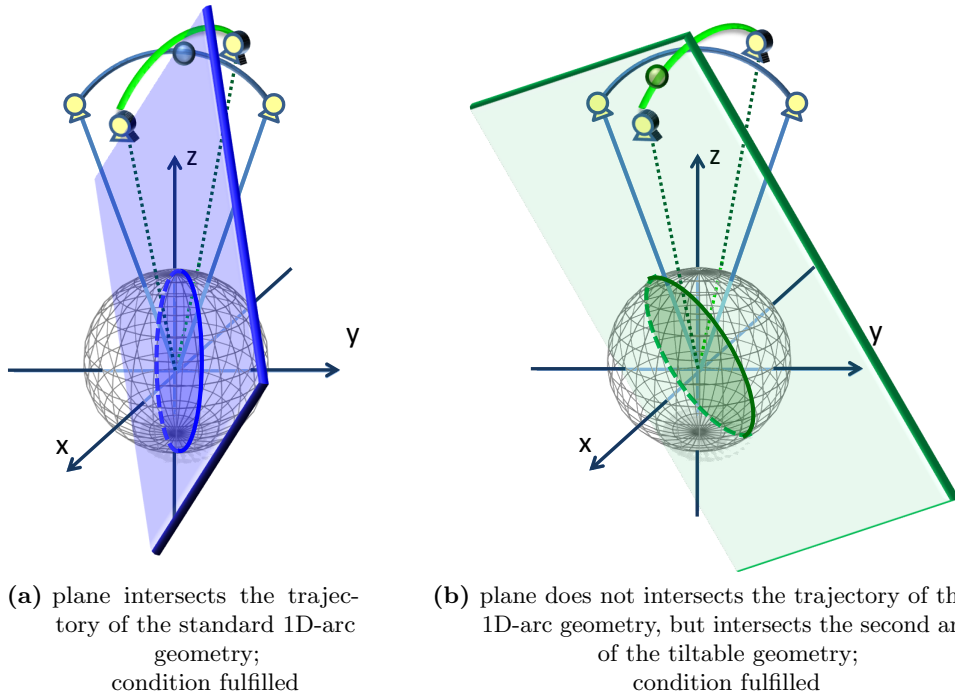 z
y
x
z
y
x
(a) plane intersects the trajec-
tory of the standard 1D-arc
geometry;
condition fulfilled
(b) plane does not intersects the trajectory of th
1D-arc geometry, but intersects the second ar
of the tiltable geometry;
condition fulfilled